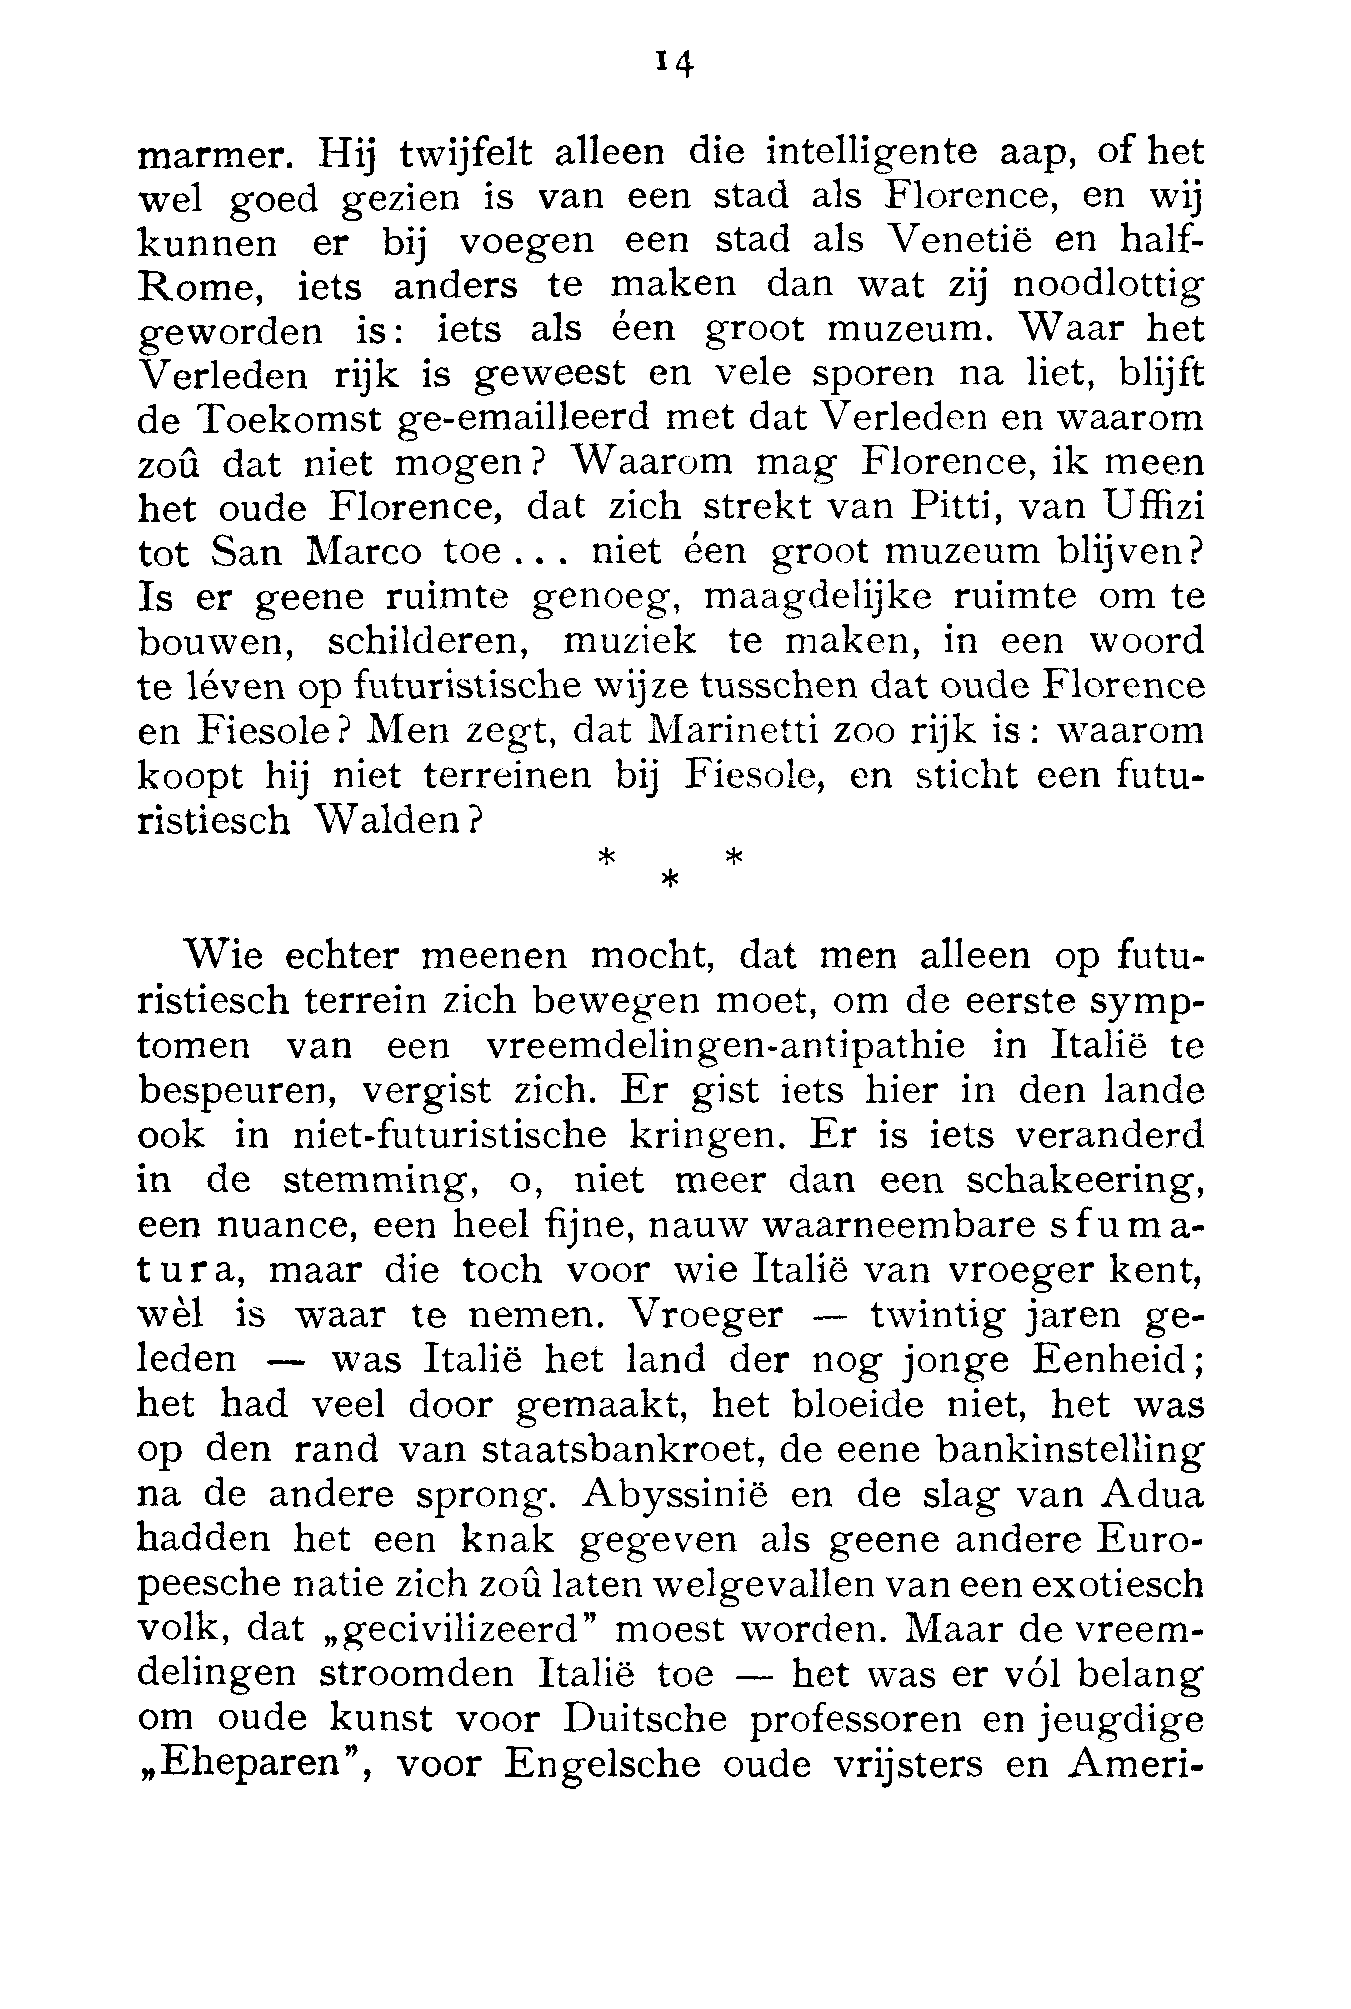 14
marmer. Hij twijfelt alleen die intelligente aap, of het
wel goed gezien is van een stad als Florence, en wij
kunnen er bij voegen een stad als Venetië en half-
Rome, iets anders te maken dan wat zij noodlottig
geworden is: iets als éen groot muzeum. Waar het
Verleden rijk is geweest en vele sporen na liet, blijft
de Toekomst ge-emailleerd met dat Verleden en waarom
zoû dat niet mogen? Waarom mag Florence, ik meen
het oude Florence, dat zich strekt van Pitti, van Uffizi
tot San Marco toe... niet éen groot muzeum blijven?
Is er geene ruimte genoeg, maagdelijke ruimte om te
bouwen, schilderen, muziek te maken, in een woord
te léven op futuristische wijze tusschen dat oude Florence
en Fiesole? Men zegt, dat Marinetti zoo rijk is: waarom
koopt hij niet terreinen bij Fiesole, en sticht een futu-
ristiesch Walden?
* *
*
Wie echter meenen mocht, dat men alleen op futu-
ristiesch terrein zich bewegen moet, om de eerste symp-
tomen van een vreemdelingen-antipathie in Italië te
bespeuren, vergist zich. Er gist iets hier in den lande
ook in niet-futuristische kringen. Er is iets veranderd
in de stemming, o, niet meer dan een schakeering,
een nuance, een heel fijne, nauw waarneembare sfuma-
tura, maar die toch voor wie Italië van vroeger kent,
wèl is waar te nemen. Vroeger — twintig jaren ge-
leden — was Italië het land der nog jonge Eenheid;
het had veel door gemaakt, het bloeide niet, het was
op den rand van staatsbankroet, de eene bankinstelling
na de andere sprong. Abyssinië en de slag van Adua
hadden het een knak gegeven als geene andere Euro-
peesche natie zich zoû laten welgevallen van een exotiesch
volk, dat „gecivilizeerd” moest worden. Maar de vreem-
delingen stroomden Italië toe — het was er vól belang
om oude kunst voor Duitsche professoren en jeugdige
„Eheparen”, voor Engelsche oude vrijsters en Ameri-